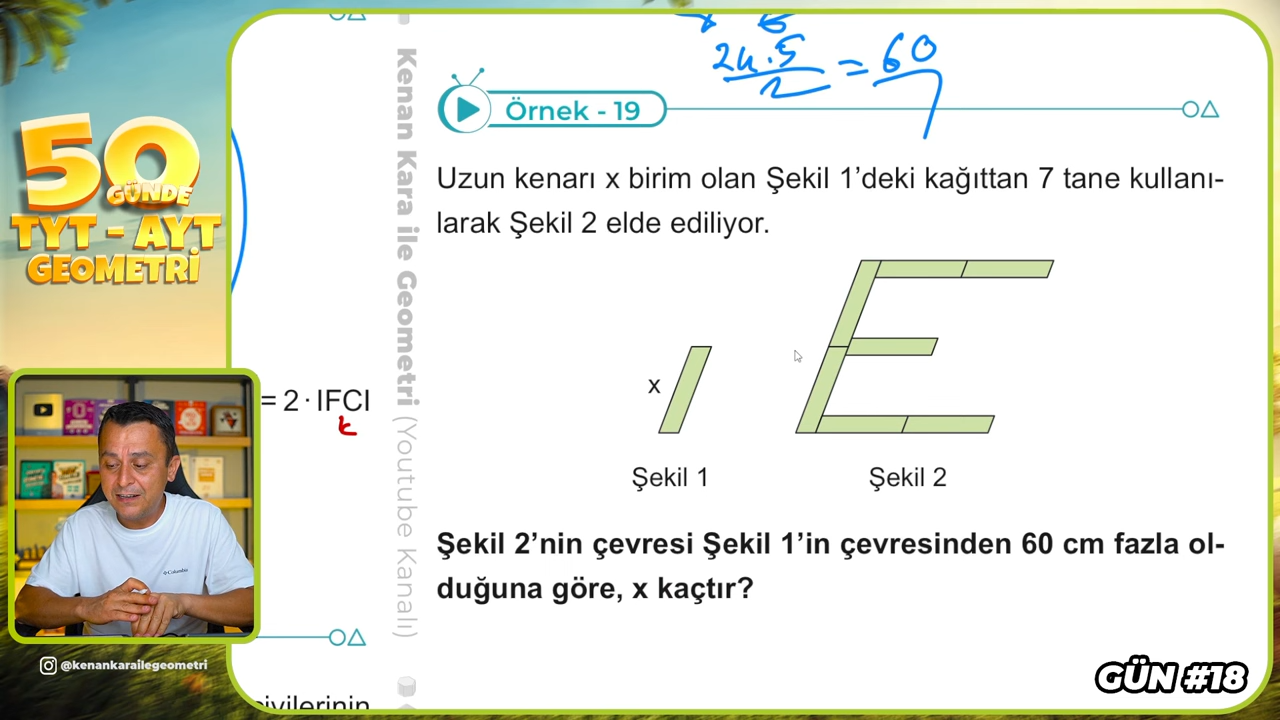 24.5
2
= 60
Örnek - 19
Uzun kenarı x birim olan Şekil 1’deki kağıttan 7 tane kullanı-
larak Şekil 2 elde ediliyor.
x
Şekil 1
Şekil 2
Şekil 2’nin çevresi Şekil 1’in çevresinden 60 cm fazla ol-
duğuna göre, x kaçtır?
Kenan Kara ile Geometri (Youtube Kanalı)
= 2 · IFCI
50
GÜNDE
TYT - AYT
GEOMETRİ
Columbia
@kenankarailegeometri
GÜN #18